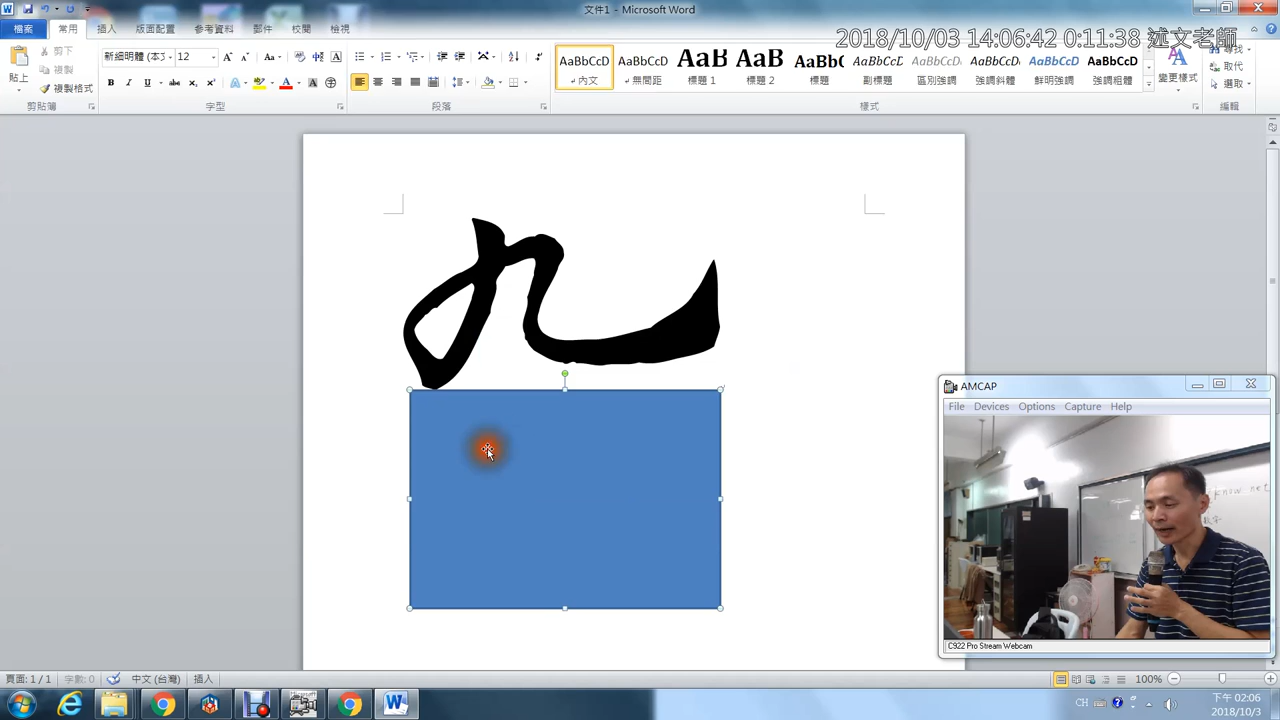 文件1 - Microsoft Word
2018/10/03 14:06:42 0:11:38 述文老師
檔案 常用 插入 版面配置 參考資料 郵件 校閱 檢視
貼上
剪下
複製
複製格式
剪貼簿
新細明體 (本文 12
字型
段落
AaBbCcD AaBbCcD AaB AaB AaBb( AaBbCcD AaBbCcD AaBbCcD AaBbCcD AaBbCcD
內文 無間距 標題 1 標題 2 標題 副標題 區別強調 強調斜體 鮮明強調 強調粗體
樣式
變更樣式
尋找
取代
選取
編輯
九
AMCAP
File Devices Options Capture Help
know net
C922 Pro Stream Webcam
頁面: 1 / 1 字數: 0 中文 (台灣) 插入
100%
CH
下午 02:06
2018/10/3